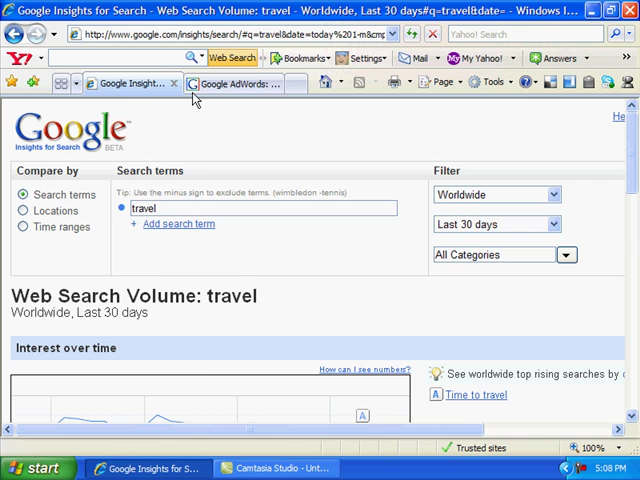 Google Insights for Search - Web Search Volume: travel - Worldwide, Last 30 days#q=travel&date= - Windows I...
http://www.google.com/insights/search/#q=travel&date=today%201-m&cmp
Yahoo! Search
Y! Web Search Bookmarks Settings Mail My Yahoo! Answers
Google Insight... Google AdWords: ... Page Tools
Google™
Insights for Search BETA
He
Compare by
Search terms
Locations
Time ranges
Search terms
Tip: Use the minus sign to exclude terms. (wimbledon -tennis)
travel
+ Add search term
Filter
Worldwide
Last 30 days
All Categories
Web Search Volume: travel
Worldwide, Last 30 days
Interest over time
How can I see numbers?
A
See worldwide top rising searches by c
A Time to travel
Trusted sites 100%
start Google Insights for S... Camtasia Studio - Unt... 5:08 PM